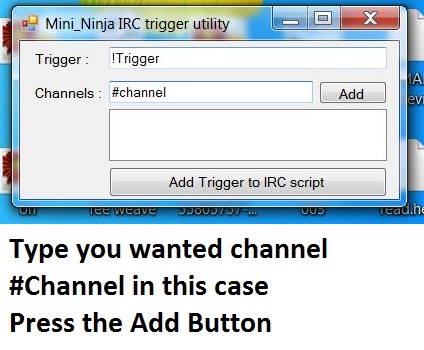 Mini_Ninja IRC trigger utility
Trigger :
!Trigger
Channels :
#channel
Add
Add Trigger to IRC script
Type you wanted channel
#Channel in this case
Press the Add Button